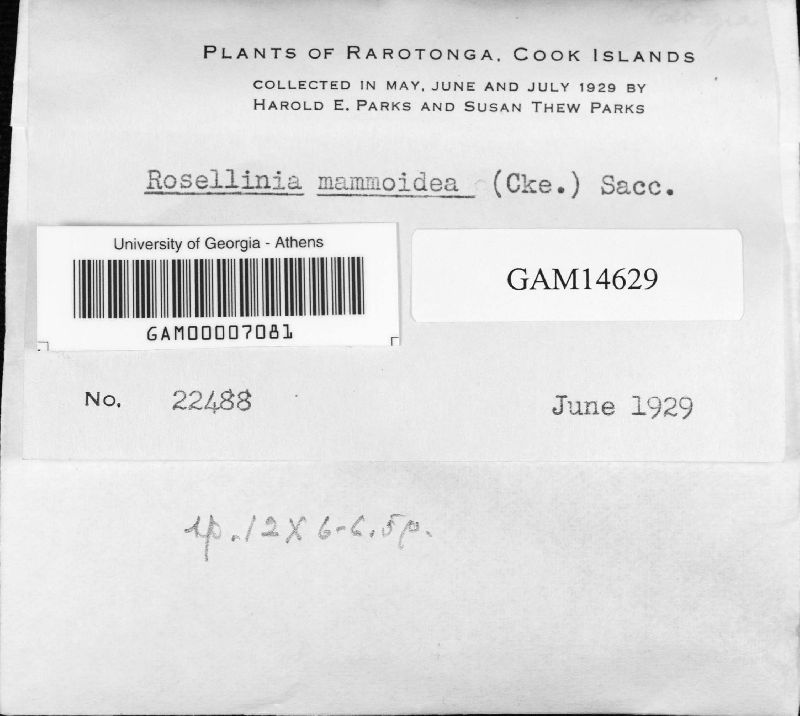 Georgia
PLANTS OF RAROTONGA, COOK ISLANDS
COLLECTED IN MAY, JUNE AND JULY 1929 BY
HAROLD E. PARKS AND SUSAN THEW PARKS
Rosellinia mammoidea (Cke.) Sacc.
University of Georgia - Athens
GAM00007081
GAM14629
No. 22488
June 1929
sp. 12 X 6-6.5µ.